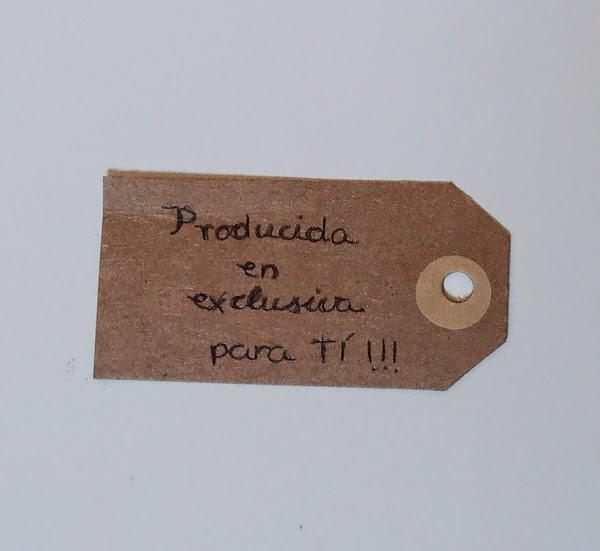 Producida
en
exclusiva
para TÍ !!!